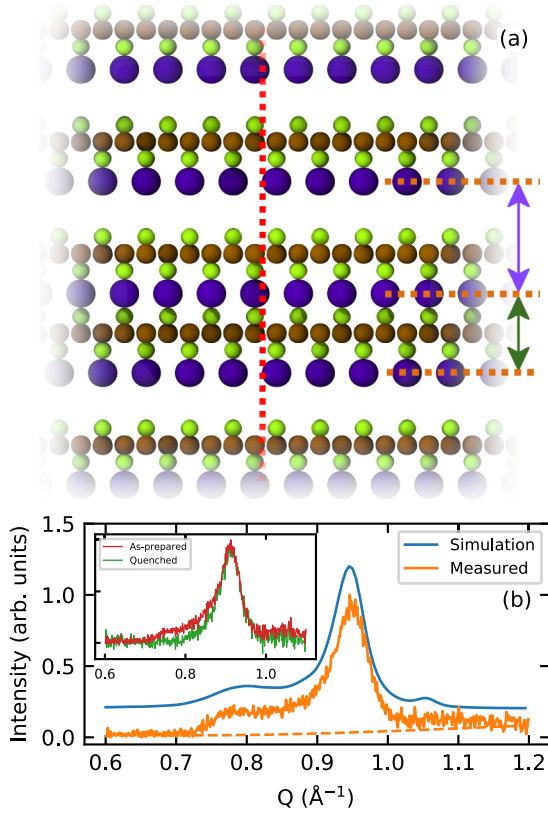 (a)
1.5
1.0
0.5
0.0
Intensity (arb. units)
As-prepared
Quenched
0.6
0.8
1.0
Simulation
Measured
(b)
0.6
0.7
0.8
0.9
1.0
1.1
1.2
Q (Å⁻¹)